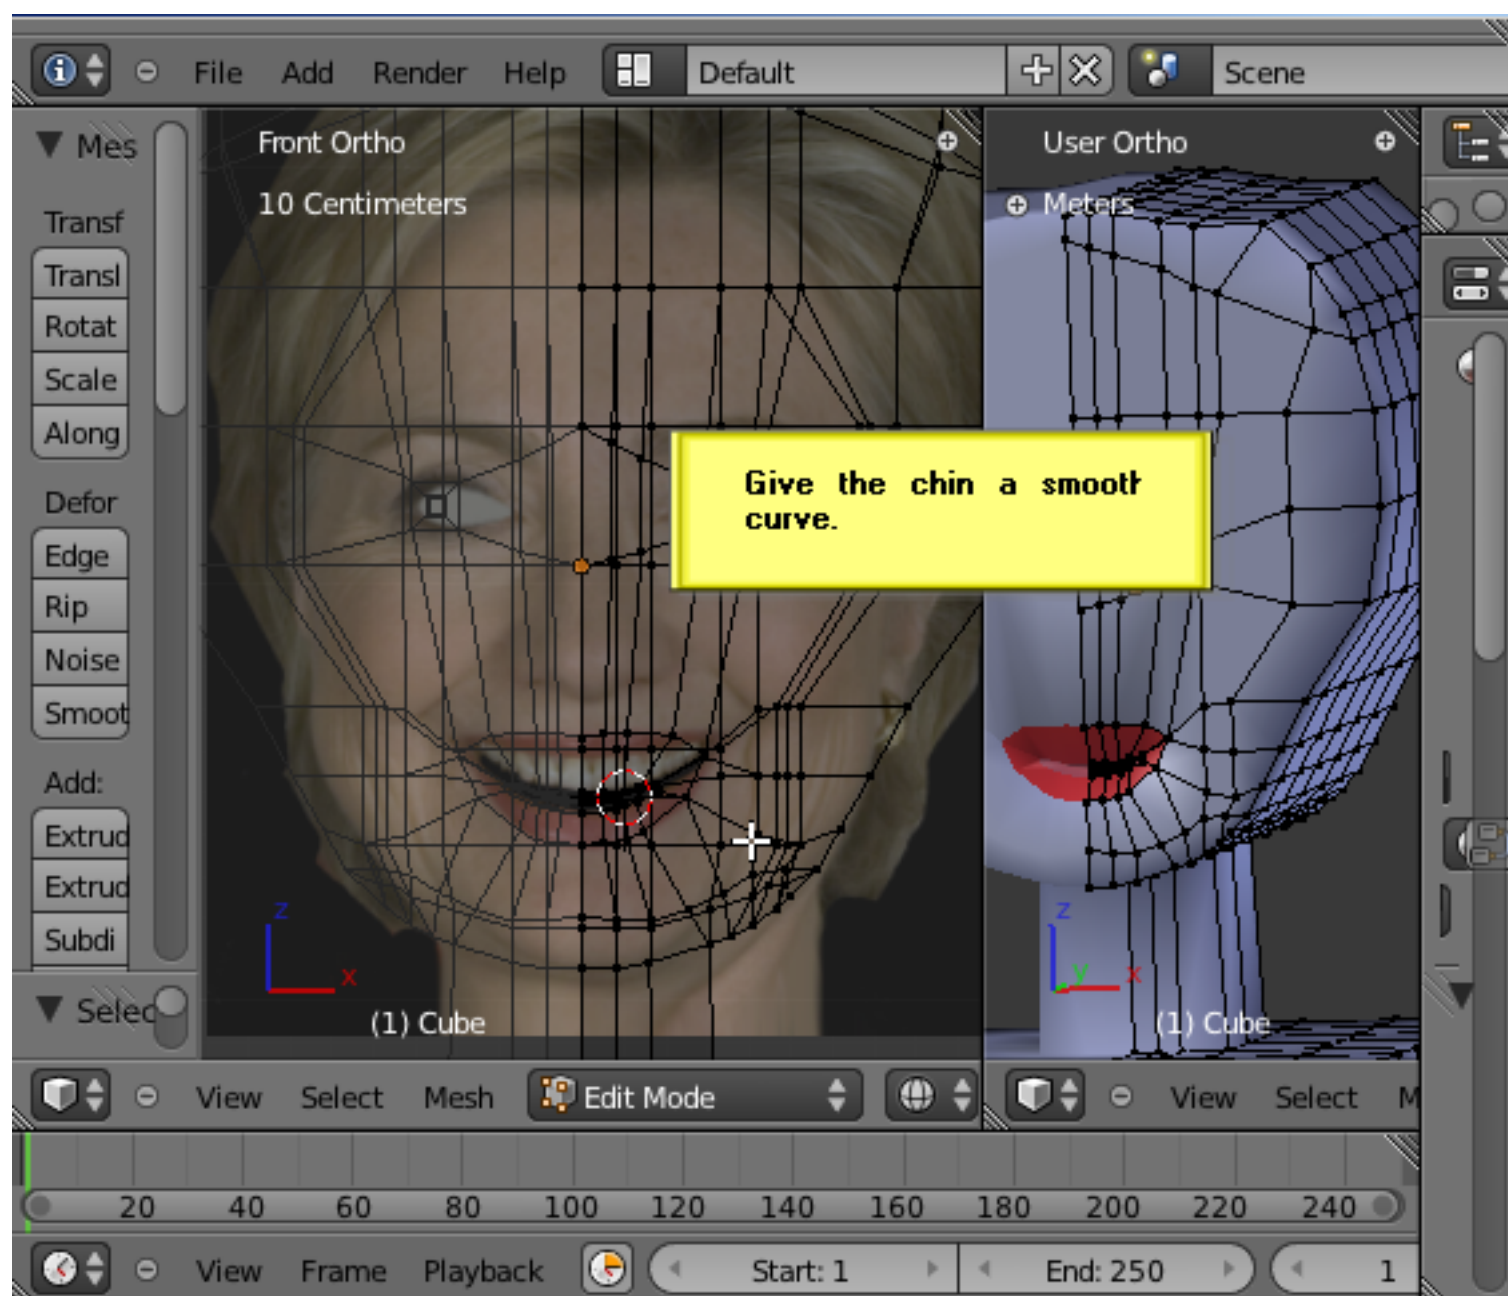 File Add Render Help Default Scene
Mes
Transf
Transl
Rotat
Scale
Along
Defor
Edge
Rip
Noise
Smoot
Add:
Extrud
Extrud
Subdi
Selec
Front Ortho
10 Centimeters
z
x
(1) Cube
Give the chin a smooth
curve.
User Ortho
Meters
z
y x
(1) Cube
View Select Mesh Edit Mode
View Select M
20 40 60 80 100 120 140 160 180 200 220 240
View Frame Playback Start: 1 End: 250 1